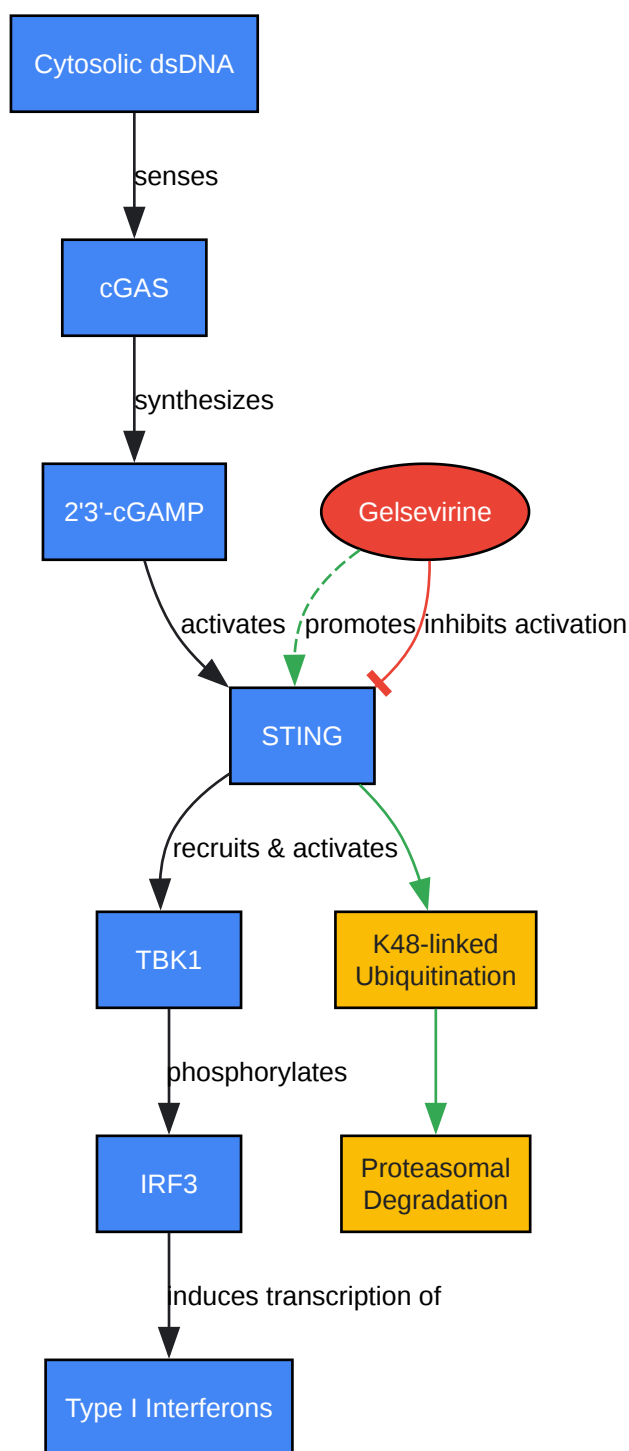 Cytosolic dsDNA
senses
cGAS
synthesizes
2'3'-cGAMP
Gelsevirine
activates
promotes
inhibits activation
STING
recruits & activates
TBK1
K48-linked
Ubiquitination
phosphorylates
IRF3
Proteasomal
Degradation
induces transcription of
Type I Interferons